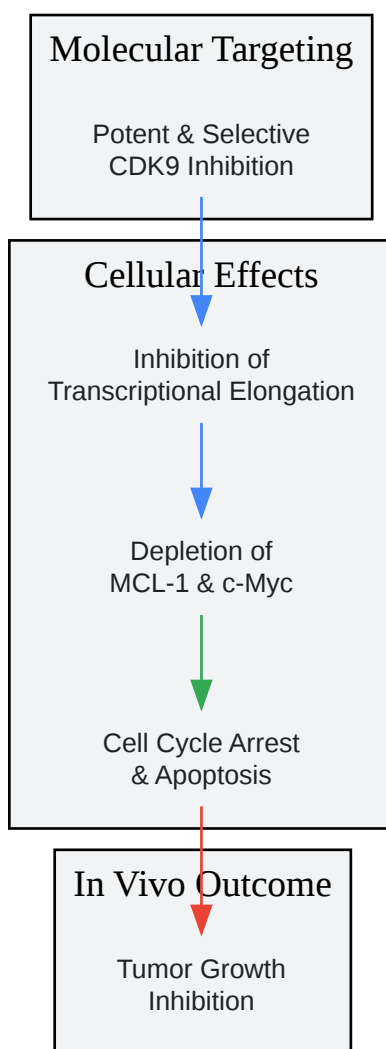 Molecular Targeting
Potent & Selective
CDK9 Inhibition
Cellular Effects
Inhibition of
Transcriptional Elongation
Depletion of
MCL-1 & c-Myc
Cell Cycle Arrest
& Apoptosis
In Vivo Outcome
Tumor Growth
Inhibition